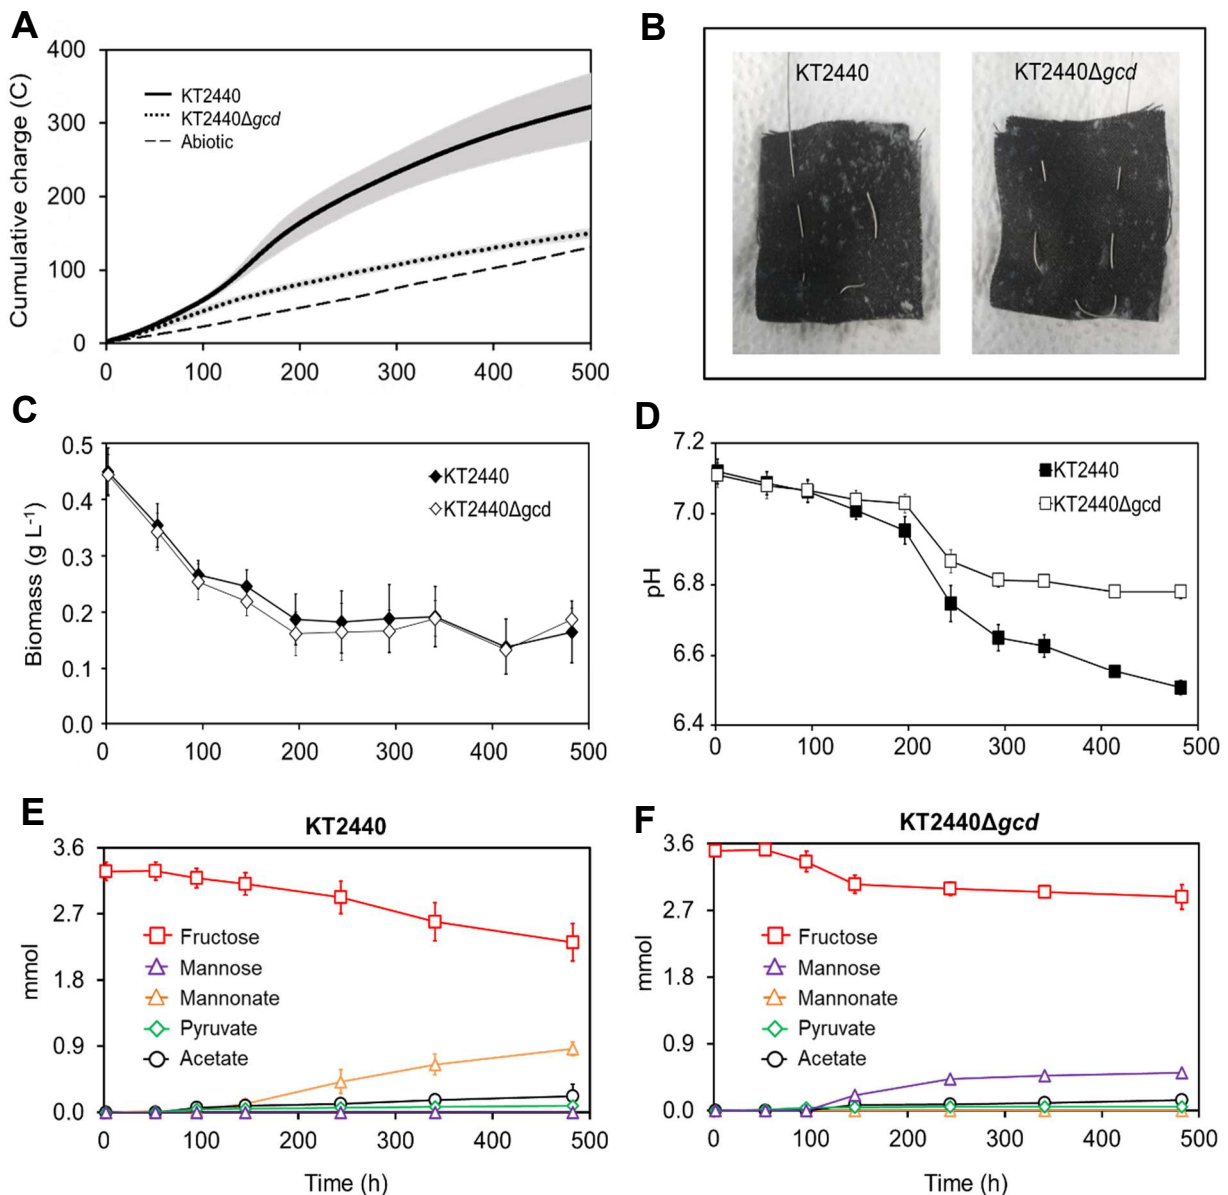 A
400
300
200
100
0
Cumulative charge (C)
KT2440
KT2440Δgcd
Abiotic
0 100 200 300 400 500
B
KT2440
KT2440Δgcd
C
0.5
0.4
0.3
0.2
0.1
0.0
Biomass (g L-1)
KT2440
KT2440Δgcd
0 100 200 300 400 500
D
7.2
7.0
6.8
6.6
6.4
pH
KT2440
KT2440Δgcd
0 100 200 300 400 500
E
KT2440
3.6
2.7
1.8
0.9
0.0
mmol
Fructose
Mannose
Mannonate
Pyruvate
Acetate
0 100 200 300 400 500
Time (h)
F
KT2440Δgcd
3.6
2.7
1.8
0.9
0.0
mmol
Fructose
Mannose
Mannonate
Pyruvate
Acetate
0 100 200 300 400 500
Time (h)